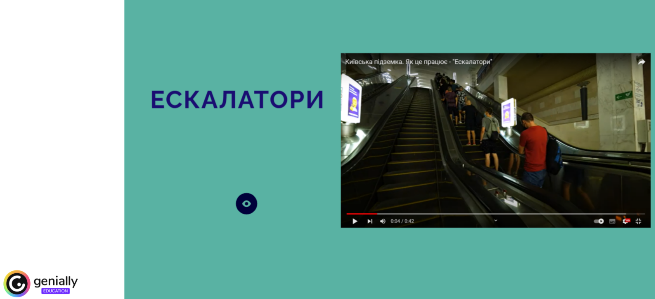 Київська підземка. Як це працює - "Ескалатори"
ЕСКАЛАТОРИ
0:04 / 0:42
genially
EDUCATION